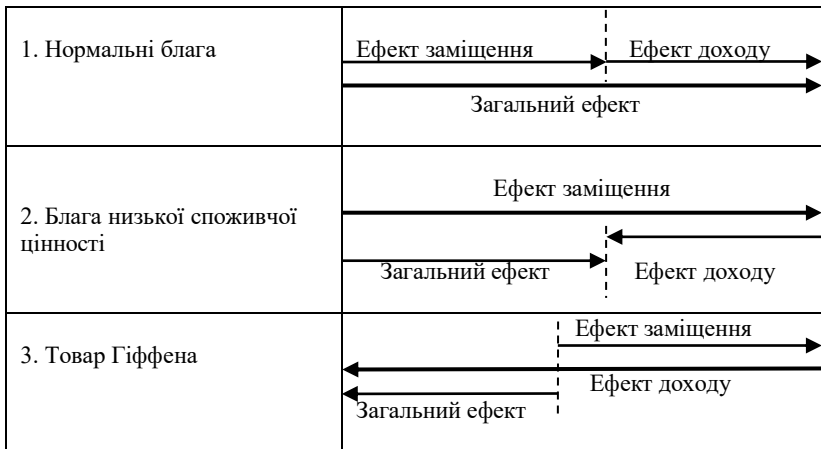 1. Нормальні блага
Ефект заміщення
Ефект доходу
Загальний ефект
2. Блага низької споживчої
цінності
Ефект заміщення
Загальний ефект
Ефект доходу
3. Товар Гіффена
Ефект заміщення
Ефект доходу
Загальний ефект